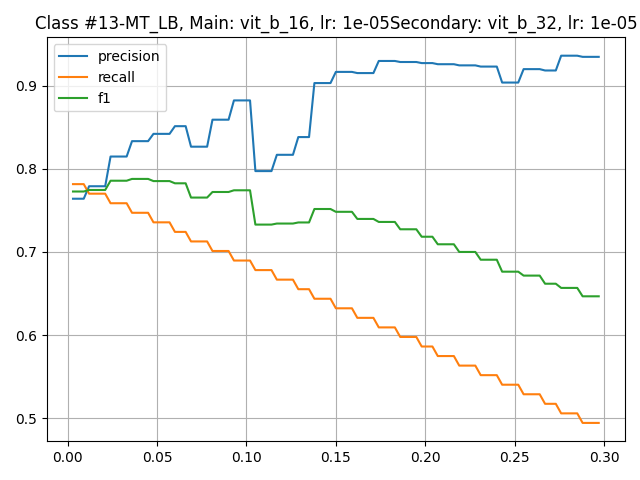 Class #13-MT_LB, Main: vit_b_16, lr: 1e-05Secondary: vit_b_32, lr: 1e-05
precision
recall
f1
0.9
0.8
0.7
0.6
0.5
0.00 0.05 0.10 0.15 0.20 0.25 0.30